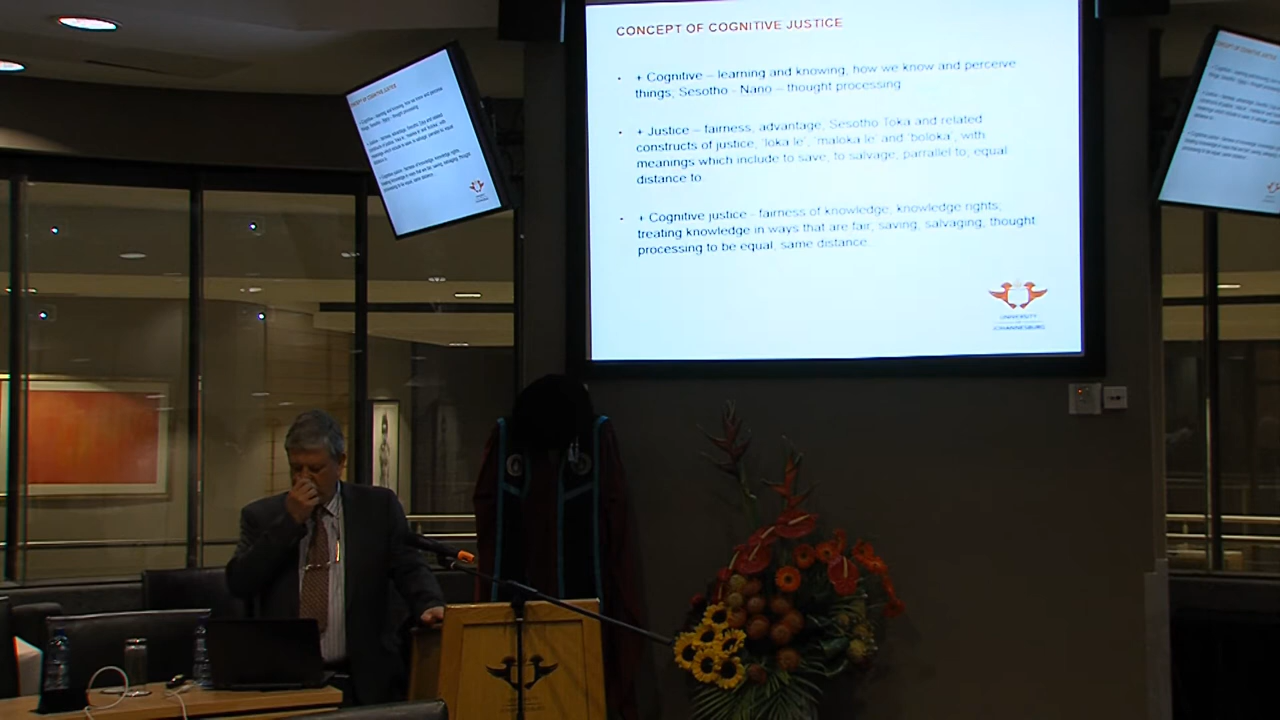 CONCEPT OF COGNITIVE JUSTICE
+ Cognitive – learning and knowing, how we know and perceive
things; Sesotho - Nano – thought processing
+ Justice – fairness, advantage, Sesotho Toka and related
constructs of justice, 'loka le', 'maloka le' and 'boloka', with
meanings which include to save, to salvage, parrallel to, equal
distance to.
+ Cognitive justice - fairness of knowledge, knowledge rights;
treating knowledge in ways that are fair, saving, salvaging, thought
processing to be equal, same distance.
UNIVERSITY
JOHANNESBURG